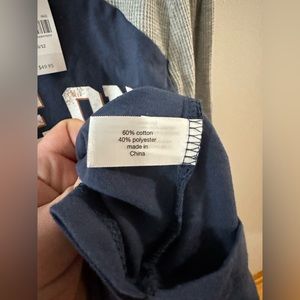 $49.95
60% cotton
40% polyester
made in
China